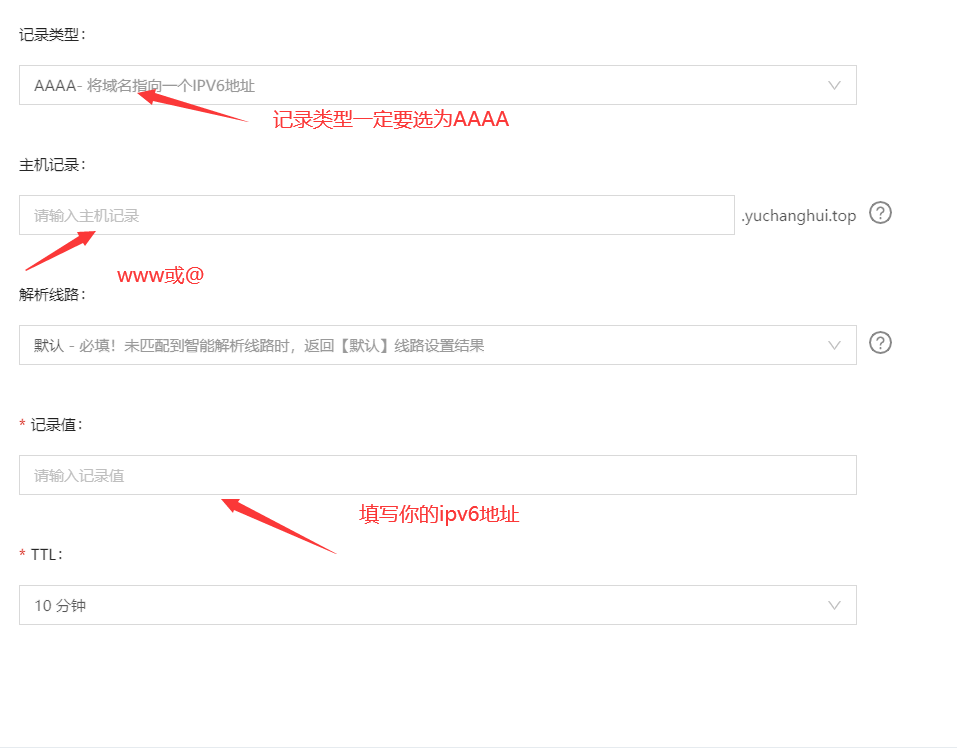 记录类型：
AAAA- 将域名指向一个IPV6地址
记录类型一定要选为AAAA
主机记录：
请输入主机记录
.yuchanghui.top
www或@
解析线路：
默认 - 必填！未匹配到智能解析线路时，返回【默认】线路设置结果
* 记录值：
请输入记录值
填写你的ipv6地址
* TTL：
10 分钟